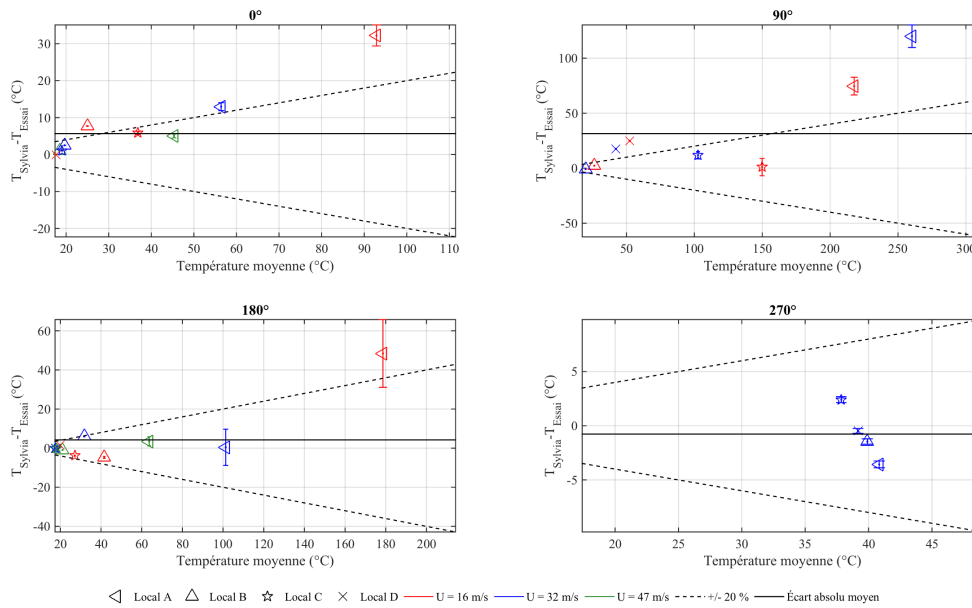 0°
30
20
10
0
-10
-20
20 30 40 50 60 70 80 90 100 110
T_Sylvia-T_Essai (°C)
Température moyenne (°C)
90°
100
50
0
-50
50 100 150 200 250 300
T_Sylvia-T_Essai (°C)
Température moyenne (°C)
180°
60
40
20
0
-20
-40
20 40 60 80 100 120 140 160 180 200
T_Sylvia-T_Essai (°C)
Température moyenne (°C)
270°
5
0
-5
20 25 30 35 40 45
T_Sylvia-T_Essai (°C)
Température moyenne (°C)
Local A Local B Local C Local D U = 16 m/s U = 32 m/s U = 47 m/s +/- 20 % Écart absolu moyen